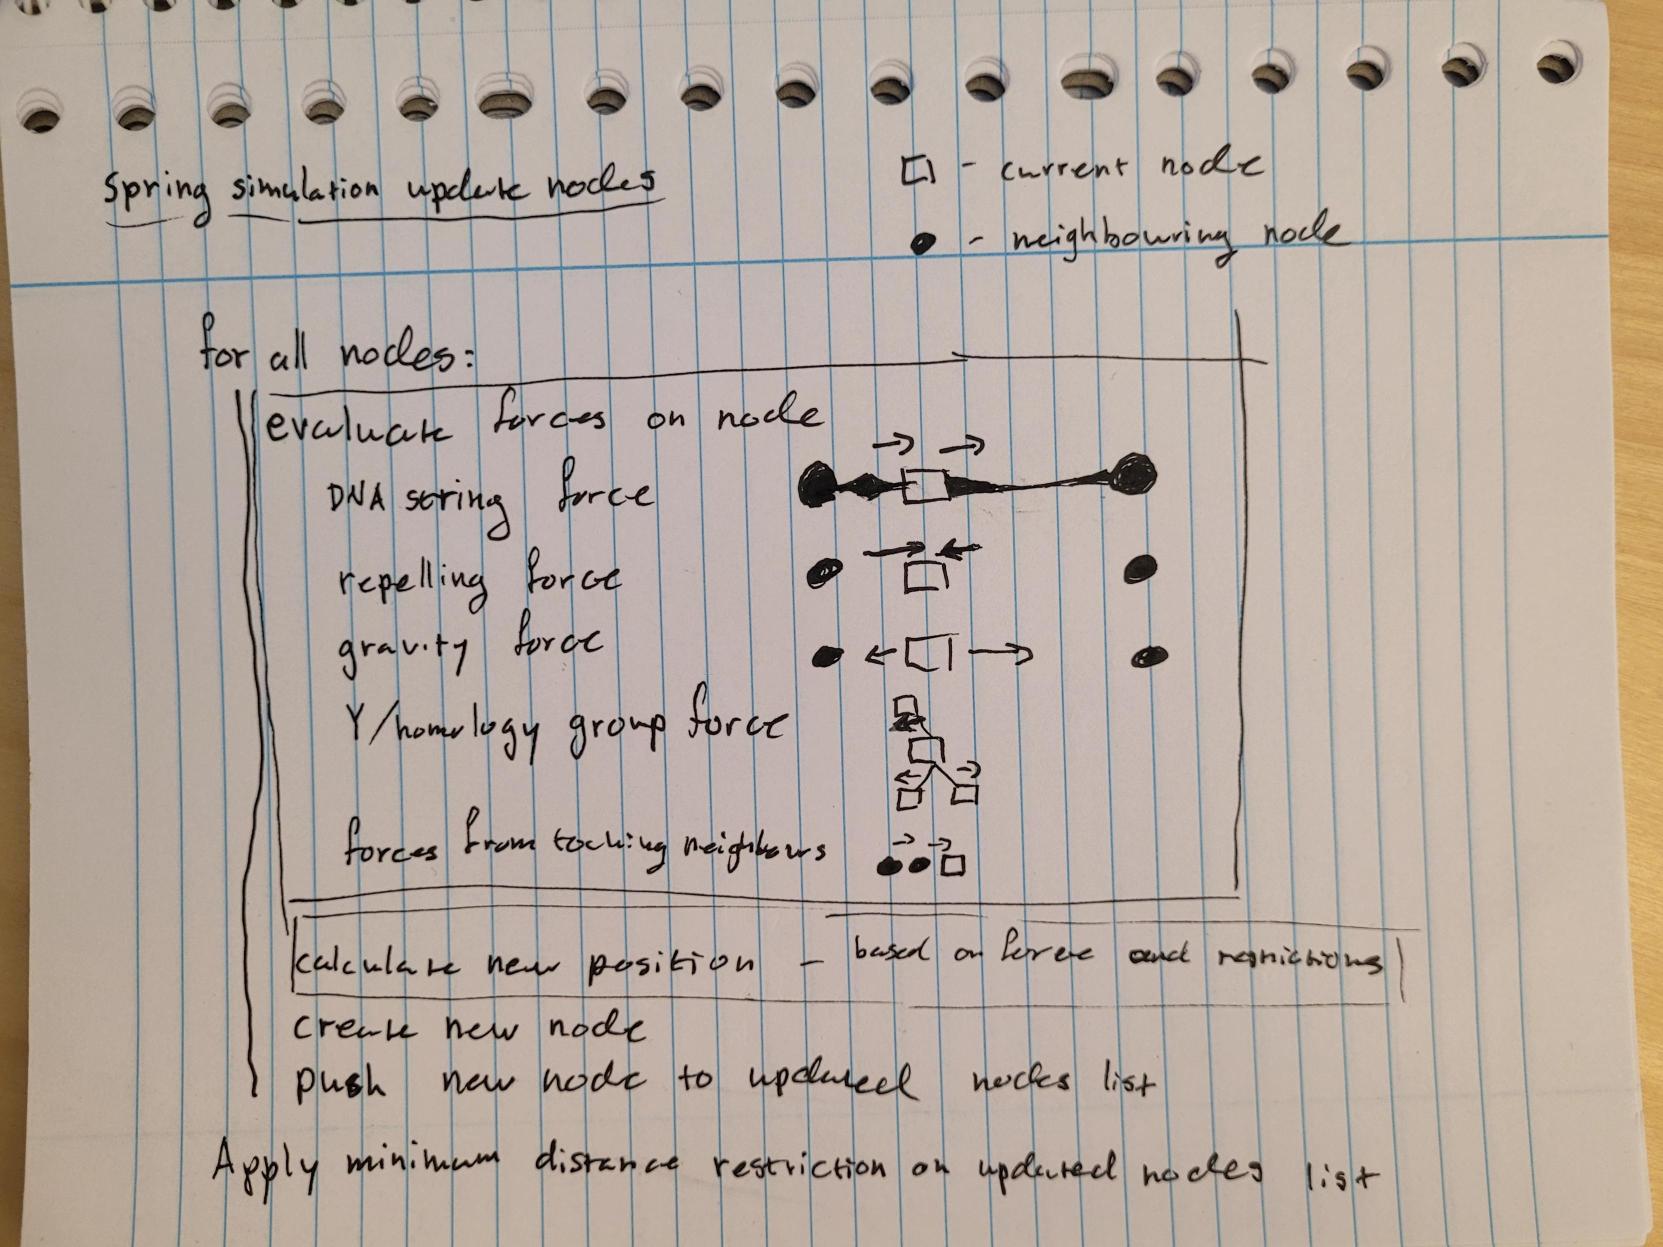 Spring simulation update nodes
- current node
- neighbouring node
for all nodes:
evaluate forces on node
DNA string force
repelling force
gravity force
Y/homology group force
forces from toching neighbours
calculate new position - based on force and restrictions
create new node
push new node to updated nodes list
Apply minimum distance restriction on updated nodes list